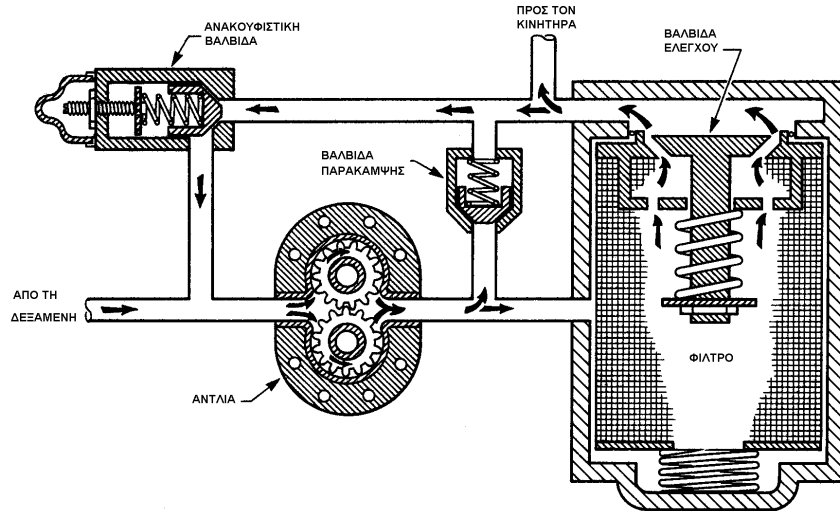 ΑΝΑΚΟΥΦΙΣΤΙΚΗ
ΒΑΛΒΙΔΑ
ΠΡΟΣ ΤΟΝ
ΚΙΝΗΤΗΡΑ
ΒΑΛΒΙΔΑ
ΕΛΕΓΧΟΥ
ΒΑΛΒΙΔΑ
ΠΑΡΑΚΑΜΨΗΣ
ΑΠΟ ΤΗ
ΔΕΞΑΜΕΝΗ
ΦΙΛΤΡΟ
ΑΝΤΛΙΑ